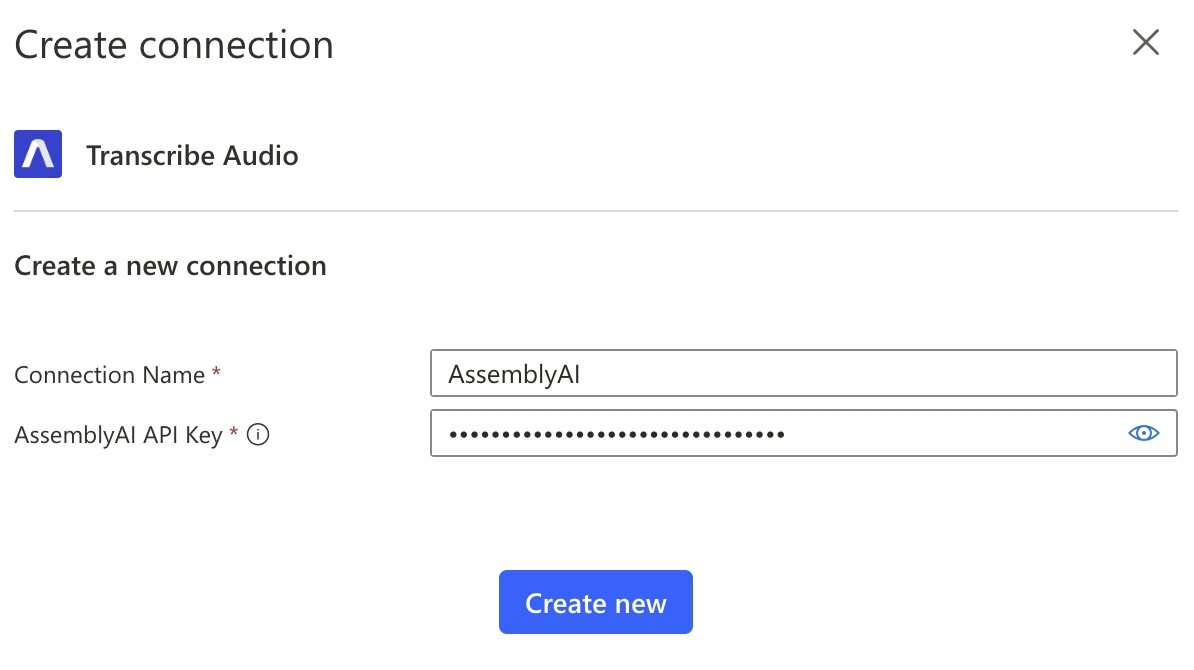 Create connection
Transcribe Audio
Create a new connection
Connection Name *
AssemblyAI
AssemblyAI API Key *
••••••••••••••••••••••••••••••••
Create new